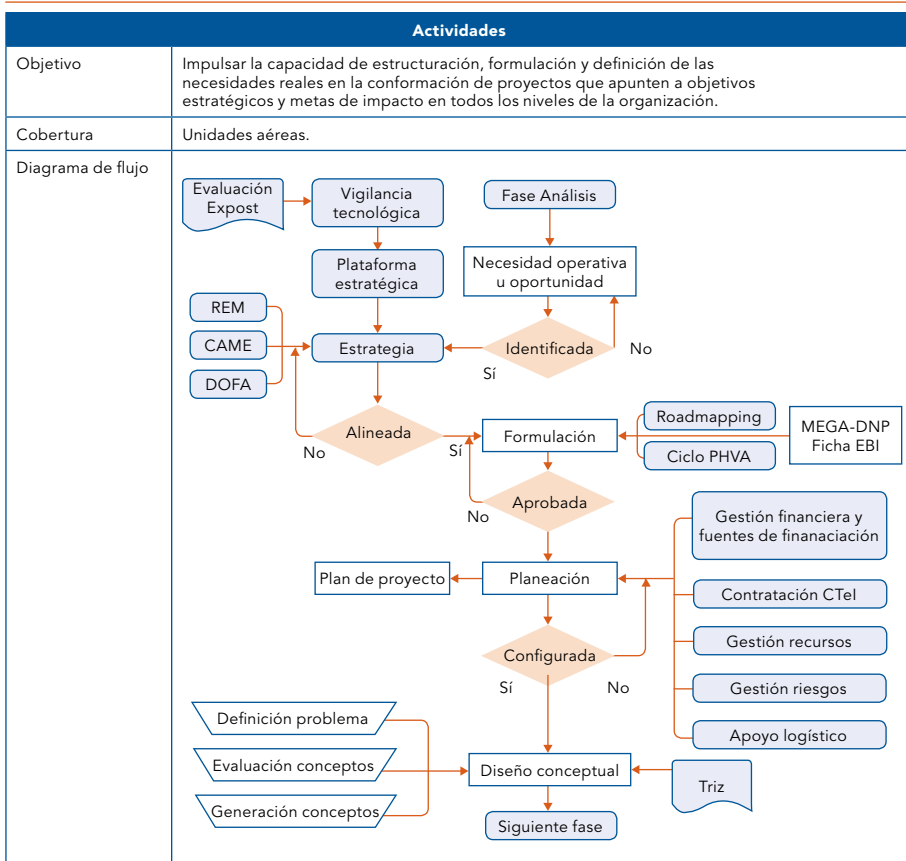 Actividades
Objetivo
Impulsar la capacidad de estructuración, formulación y definición de las
necesidades reales en la conformación de proyectos que apunten a objetivos
estratégicos y metas de impacto en todos los niveles de la organización.
Cobertura
Unidades aéreas.
Diagrama de flujo
Evaluación
Expost
Vigilancia
tecnológica
Fase Análisis
Plataforma
estratégica
Necesidad operativa
u oportunidad
REM
CAME
DOFA
Estrategia
Identificada
No
Sí
Alineada
No
Sí
Formulación
Roadmapping
Ciclo PHVA
MEGA-DNP
Ficha EBI
Aprobada
No
Gestión financiera y
fuentes de finanaciación
Plan de proyecto
Planeación
Contratación CTeI
Gestión recursos
Configurada
Sí
No
Gestión riesgos
Apoyo logístico
Definición problema
Evaluación conceptos
Generación conceptos
Diseño conceptual
Triz
Siguiente fase